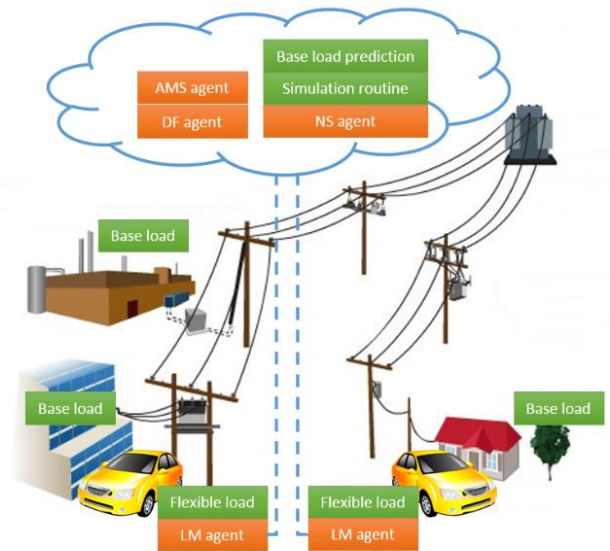 Base load prediction
AMS agent
Simulation routine
DF agent
NS agent
Base load
Base load
Base load
Flexible load
LM agent
Flexible load
LM agent